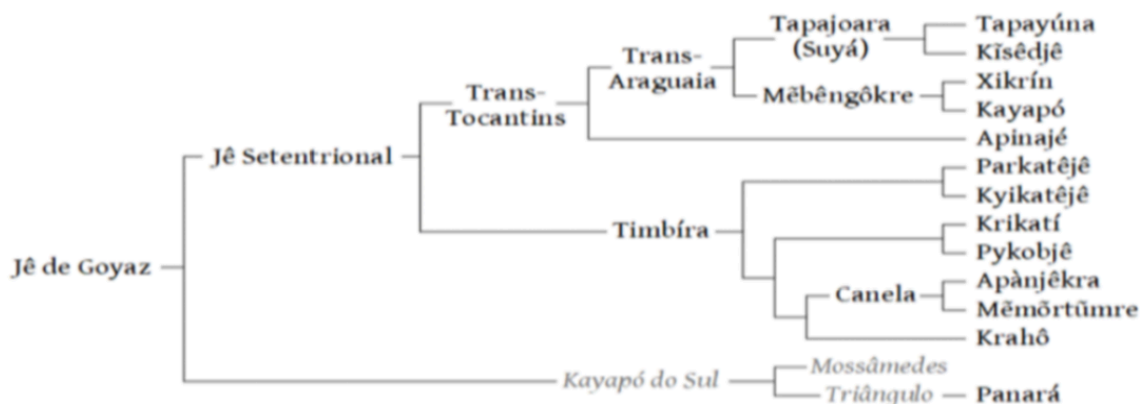 Tapajoara
(Suyá)
Tapayúna
Kĩsêdjê
Trans-
Araguaia
Mẽbêngôkre
Xikrín
Kayapó
Trans-
Tocantins
Apinajé
Jê Setentrional
Parkatêjê
Kyikatêjê
Timbíra
Krikatí
Pykobjê
Jê de Goyaz
Canela
Apànjêkra
Mẽmõrtũmre
Krahô
Kayapó do Sul
Mossâmedes
Triângulo
Panará